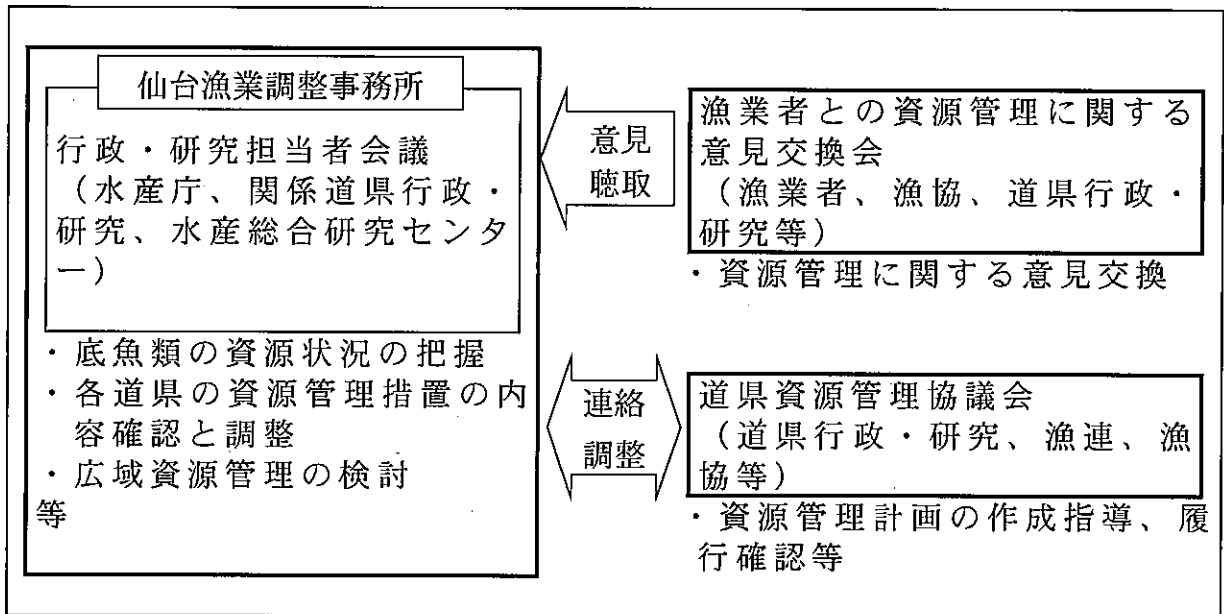 仙台漁業調整事務所
行政・研究担当者会議
（水産庁、関係道県行政・
研究、水産総合研究センタ
ー）
・底魚類の資源状況の把握
・各道県の資源管理措置の内
容確認と調整
・広域資源管理の検討
等
意見
聴取
漁業者との資源管理に関する
意見交換会
（漁業者、漁協、道県行政・
研究等）
・資源管理に関する意見交換
連絡
調整
道県資源管理協議会
（道県行政・研究、漁連、漁
協等）
・資源管理計画の作成指導、履
行確認等